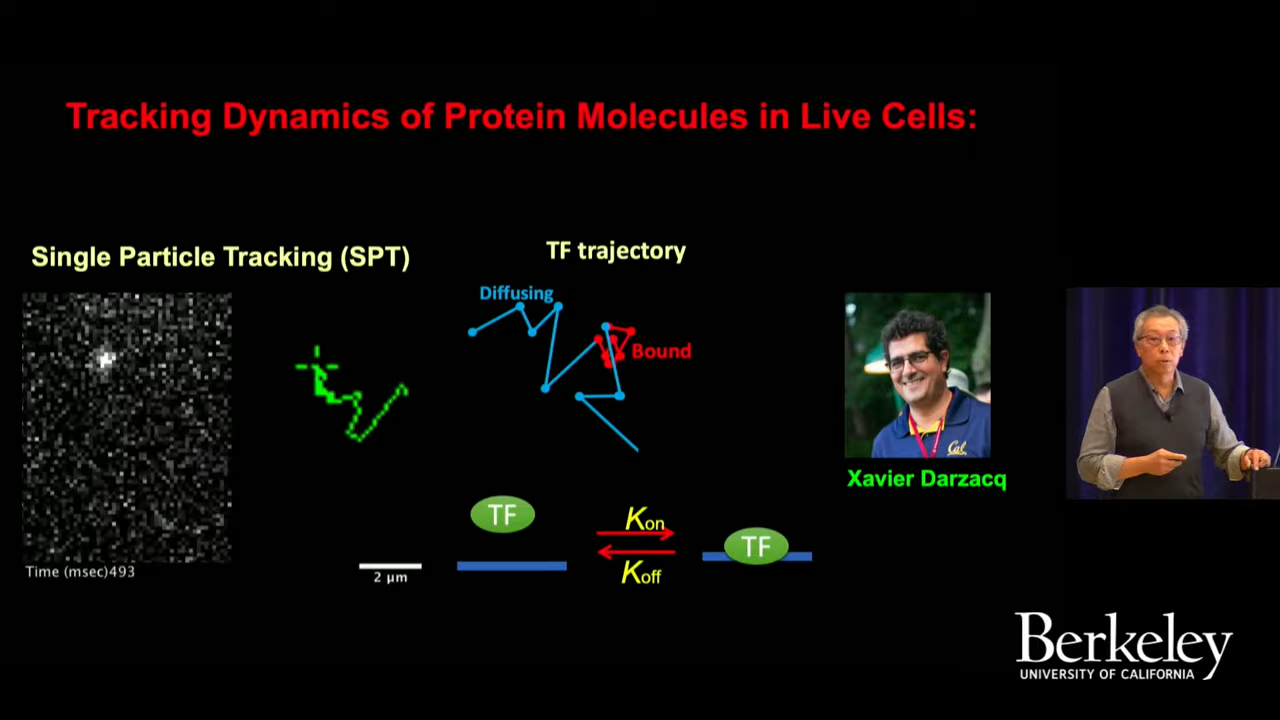 Tracking Dynamics of Protein Molecules in Live Cells:
Single Particle Tracking (SPT)
TF trajectory
Diffusing
Bound
Cal
Xavier Darzacq
TF
Kon
Koff
TF
Time (msec)493
2 µm
Berkeley
UNIVERSITY OF CALIFORNIA